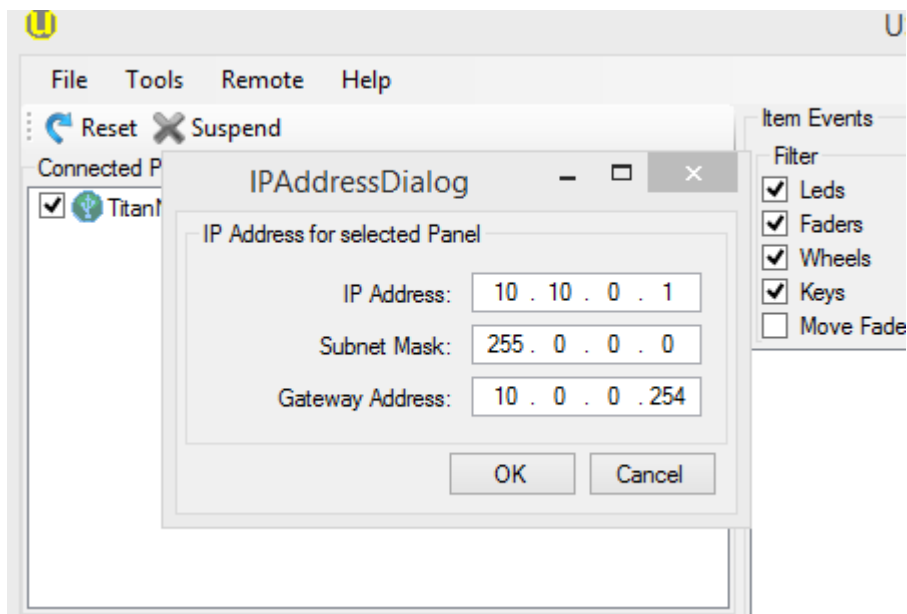 File Tools Remote Help
Reset Suspend
Connected P
Titan
IPAddressDialog
IP Address for selected Panel
IP Address: 10 . 10 . 0 . 1
Subnet Mask: 255 . 0 . 0 . 0
Gateway Address: 10 . 0 . 0 . 254
OK Cancel
Item Events
Filter
Leds
Faders
Wheels
Keys
Move Fade